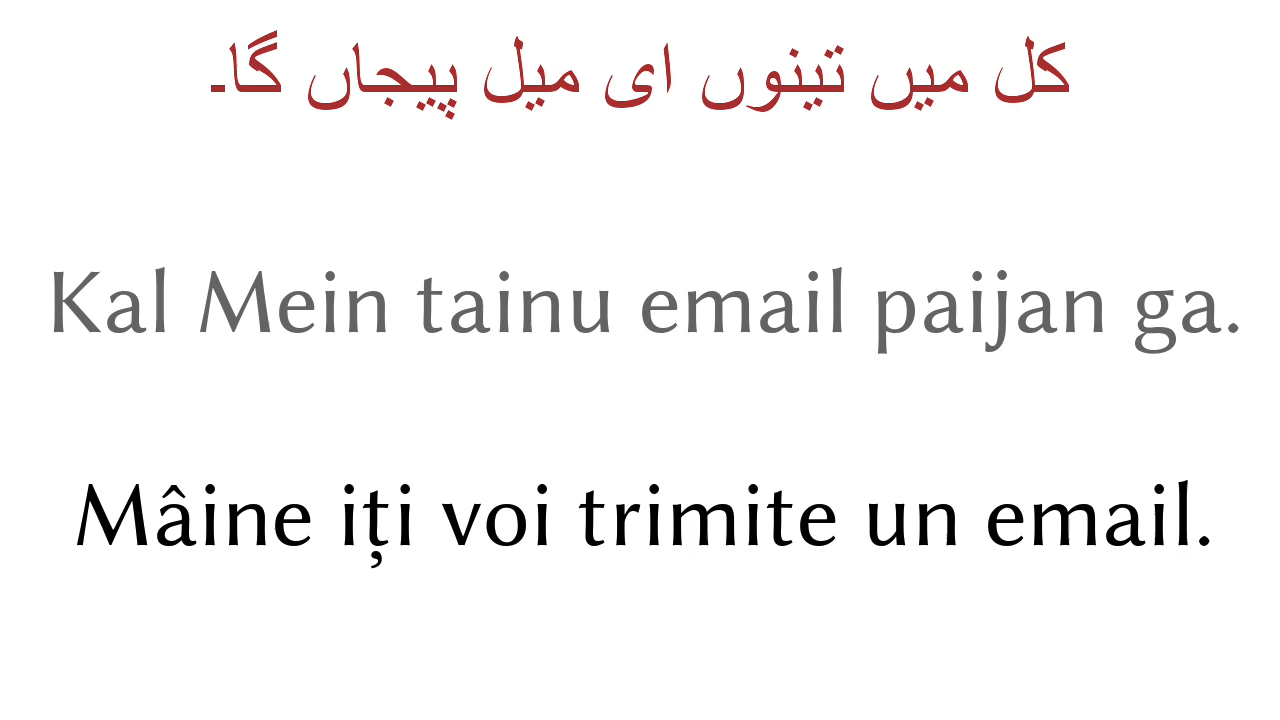 کل میں تینوں ای میل پیجاں گا۔
Kal Mein tainu email paijan ga.
Mâine iți voi trimite un email.